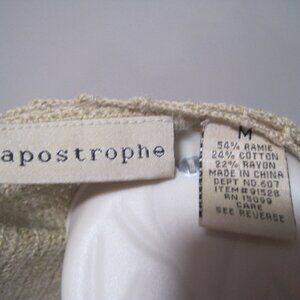 apostrophe
M
54% RAMIE
24% COTTON
22% RAYON
MADE IN CHINA
DEPT NO.607
ITEM#91528
RN 15099
CARE
SEE REVERSE